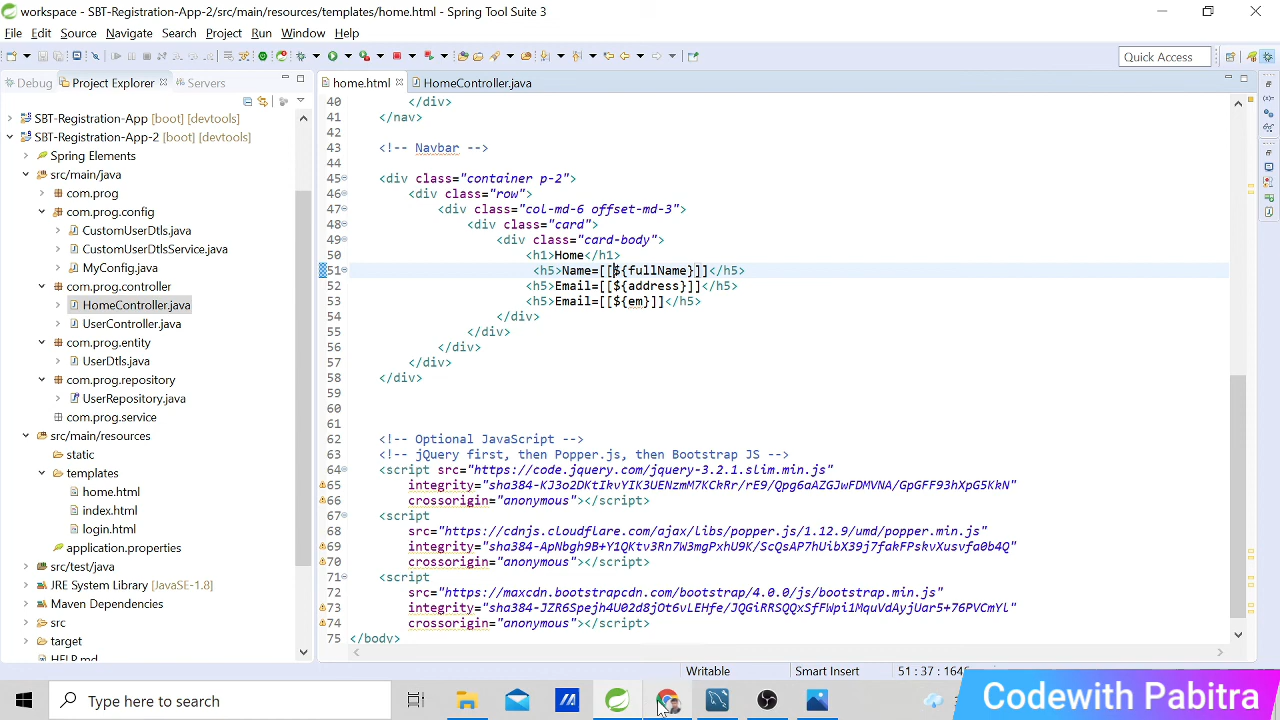 workspace - SBT-Registration-App-2/src/main/resources/templates/home.html - Spring Tool Suite 3
File Edit Source Navigate Search Project Run Window Help
Quick Access
Debug Project Explorer Servers
home.html HomeController.java
SBT-Registration-App [boot] [devtools]
SBT-Registration-App-2 [boot] [devtools]
Spring Elements
src/main/java
com.prog
com.prog.config
CustomUserDtls.java
CustomUserDtlsService.java
MyConfig.java
com.prog.controller
HomeController.java
UserController.java
com.prog.entity
UserDtls.java
com.prog.repository
UserRepository.java
com.prog.service
src/main/resources
static
templates
home.html
index.html
login.html
application.properties
src/test/java
JRE System Library [JavaSE-1.8]
Maven Dependencies
src
target
HELP.md
40 </div>
41 </nav>
42
43 <!-- Navbar -->
44
45 <div class="container p-2">
46 <div class="row">
47 <div class="col-md-6 offset-md-3">
48 <div class="card">
49 <div class="card-body">
50 <h1>Home</h1>
51 <h5>Name=[[${fullName}]]</h5>
52 <h5>Email=[[${address}]]</h5>
53 <h5>Email=[[${em}]]</h5>
54 </div>
55 </div>
56 </div>
57 </div>
58 </div>
59
60
61
62 <!-- Optional JavaScript -->
63 <!-- jQuery first, then Popper.js, then Bootstrap JS -->
64 <script src="https://code.jquery.com/jquery-3.2.1.slim.min.js"
65 integrity="sha384-KJ3o2DKtIkvYIK3UENzmM7KCkRr/rE9/Qpg6aAZGJwFDMVNA/GpGFF93hXpG5KkN"
66 crossorigin="anonymous"></script>
67 <script
68 src="https://cdnjs.cloudflare.com/ajax/libs/popper.js/1.12.9/umd/popper.min.js"
69 integrity="sha384-ApNbgh9B+Y1QKtv3Rn7W3mgPxhU9K/ScQsAP7hUibX39j7fakFPskvXusvfa0b4Q"
70 crossorigin="anonymous"></script>
71 <script
72 src="https://maxcdn.bootstrapcdn.com/bootstrap/4.0.0/js/bootstrap.min.js"
73 integrity="sha384-JZR6Spejh4U02d8jOt6vLEHfe/JQGiRRSQQxSfFWpi1MquVdAyjUar5+76PVCmYl"
74 crossorigin="anonymous"></script>
75 </body>
Writable Smart Insert 51 : 37 : 164
Type here to search
Codewith Pabitra